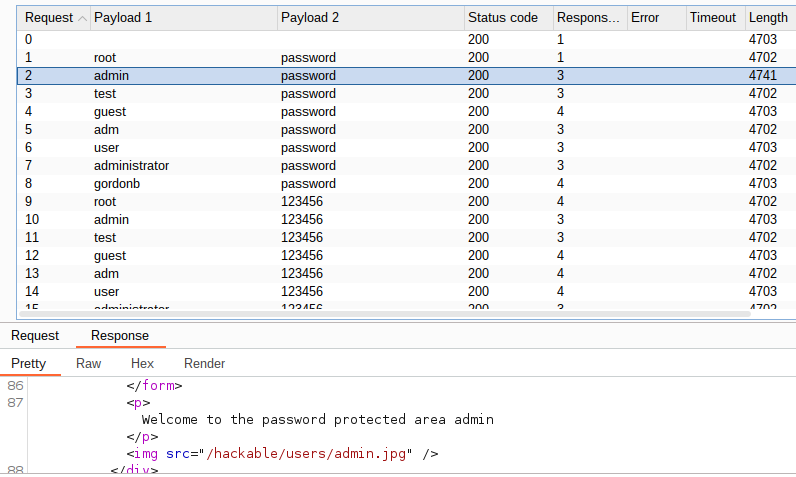 Request Payload 1 Payload 2 Status code Respons... Error Timeout Length
0 200 1 4703
1 root password 200 1 4702
2 admin password 200 3 4741
3 test password 200 3 4702
4 guest password 200 4 4703
5 adm password 200 3 4702
6 user password 200 3 4703
7 administrator password 200 3 4702
8 gordonb password 200 4 4703
9 root 123456 200 4 4702
10 admin 123456 200 3 4703
11 test 123456 200 3 4702
12 guest 123456 200 4 4703
13 adm 123456 200 4 4702
14 user 123456 200 4 4703
15 administrator 123456 200 3 4702
Request Response
Pretty Raw Hex Render
86 </form>
87 <p>
Welcome to the password protected area admin
</p>
<img src="/hackable/users/admin.jpg" />
88 </div>